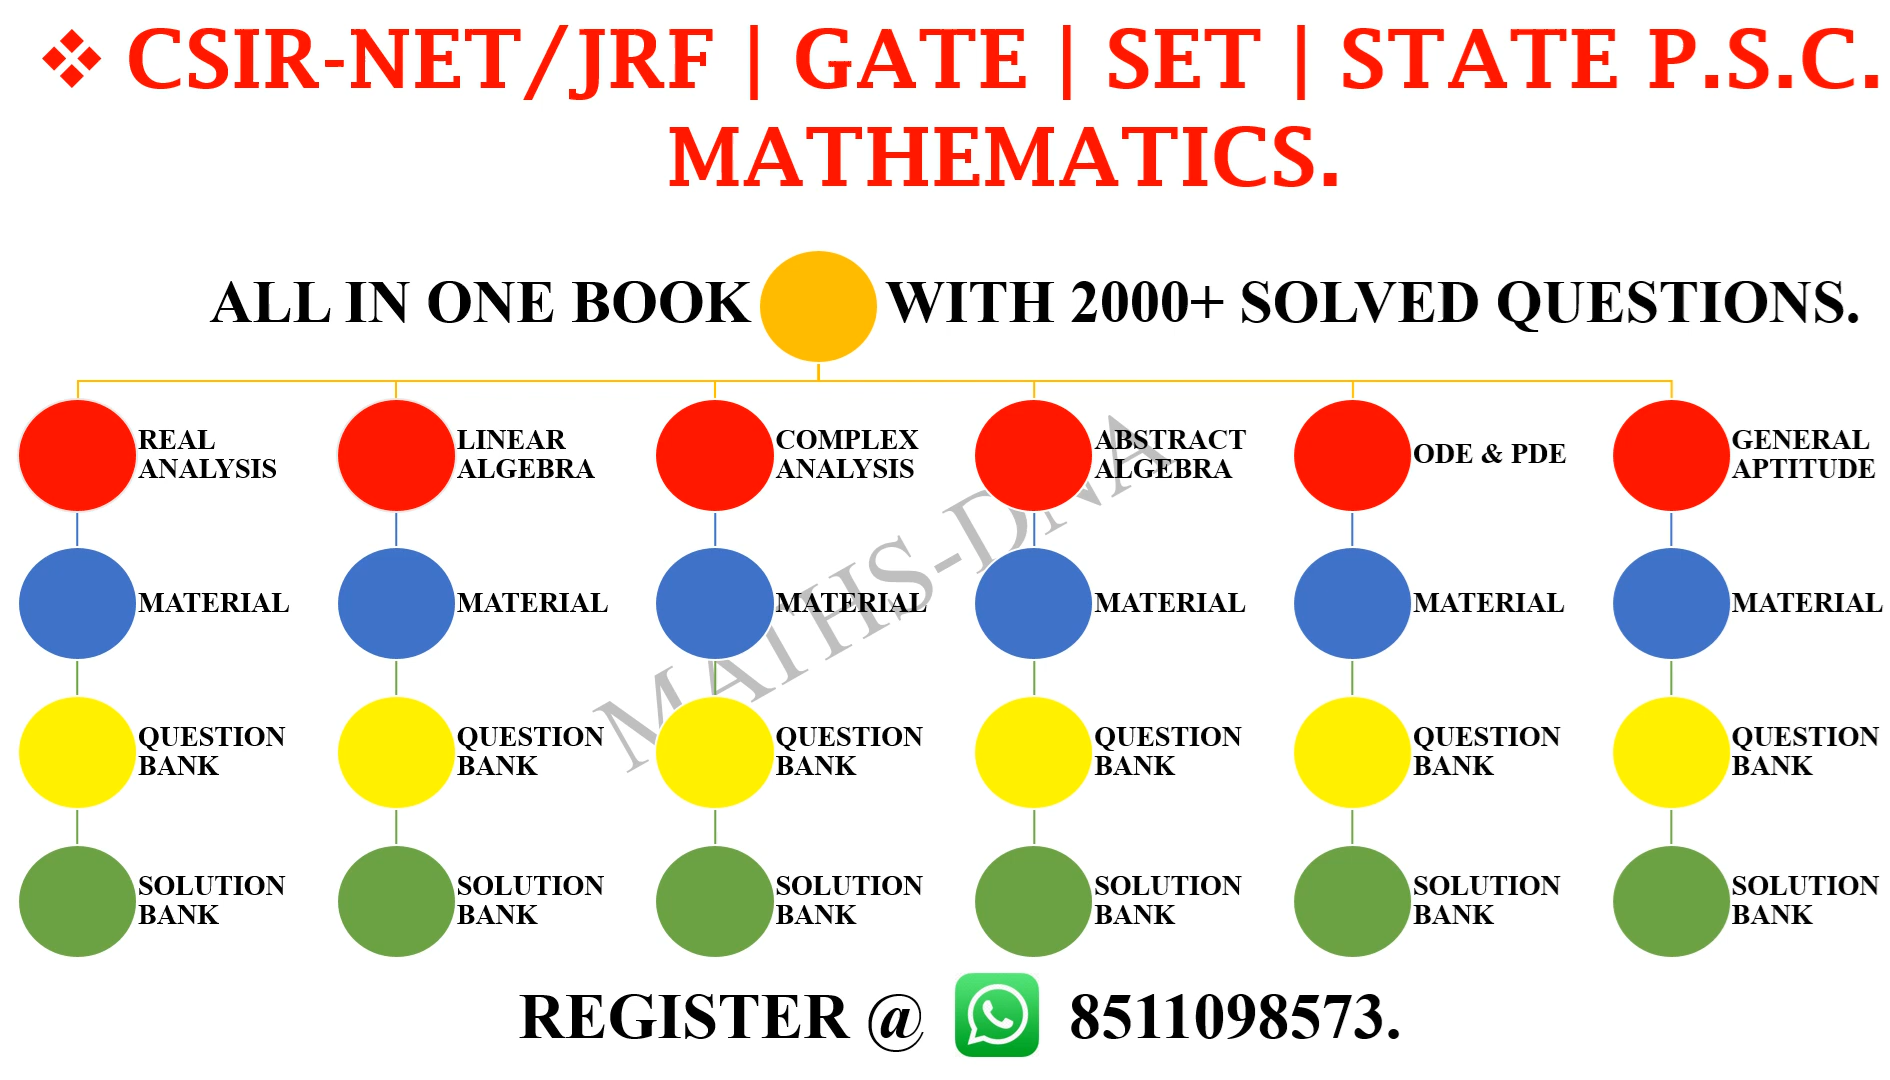 ❖ CSIR-NET/JRF | GATE | SET | STATE P.S.C.
MATHEMATICS.
ALL IN ONE BOOK WITH 2000+ SOLVED QUESTIONS.
REAL
ANALYSIS
LINEAR
ALGEBRA
COMPLEX
ANALYSIS
ABSTRACT
ALGEBRA
ODE & PDE
GENERAL
APTITUDE
MATERIAL
MATERIAL
MATERIAL
MATERIAL
MATERIAL
MATERIAL
MATHS-DNA
QUESTION
BANK
QUESTION
BANK
QUESTION
BANK
QUESTION
BANK
QUESTION
BANK
QUESTION
BANK
SOLUTION
BANK
SOLUTION
BANK
SOLUTION
BANK
SOLUTION
BANK
SOLUTION
BANK
SOLUTION
BANK
REGISTER @ 8511098573.